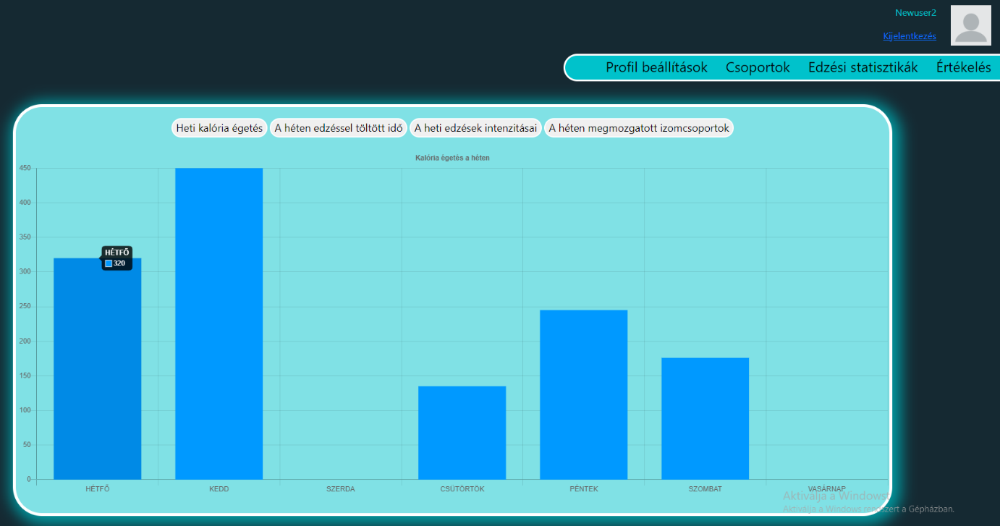 Newuser2
Kijelentkezés
Profil beállítások Csoportok Edzési statisztikák Értékelés
Heti kalória égetés A héten edzéssel töltött idő A heti edzések intenzitásai A héten megmozgatott izomcsoportok
Kalória égetés a héten
450
400
350
HÉTFŐ
320
300
250
200
150
100
50
0
HÉTFŐ KEDD SZERDA CSÜTÖRTÖK PÉNTEK SZOMBAT VASÁRNAP
Aktiválja a Windowst
Aktiválja a Windows rendszert a Gépházban.